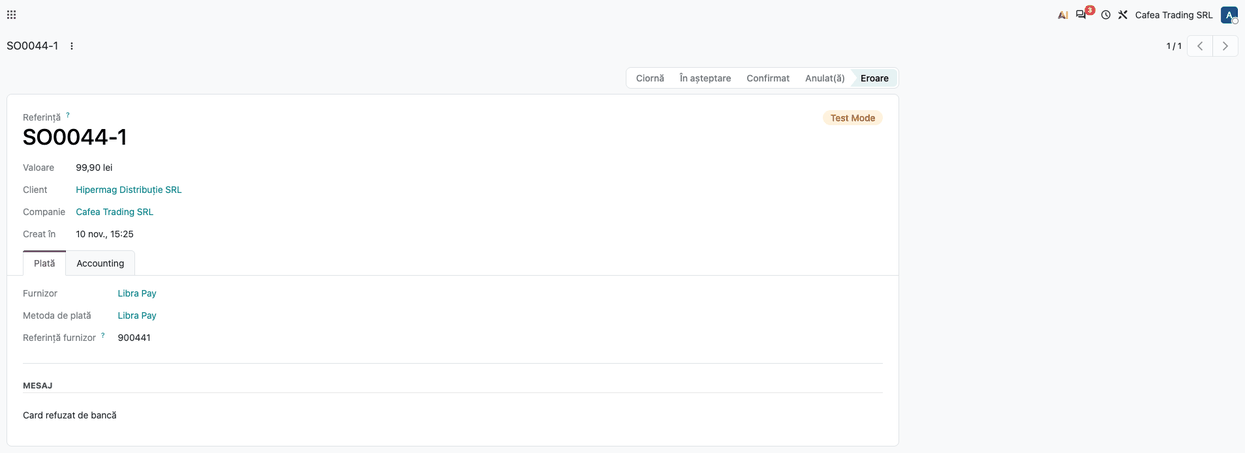 AI 3 Cafea Trading SRL A
SO0044-1 1 / 1
Ciornă În așteptare Confirmat Anulat(ă) Eroare
Referință ? Test Mode
SO0044-1
Valoare 99,90 lei
Client Hipermag Distribuție SRL
Companie Cafea Trading SRL
Creat în 10 nov., 15:25
Plată Accounting
Furnizor Libra Pay
Metoda de plată Libra Pay
Referință furnizor ? 900441
MESAJ
Card refuzat de bancă